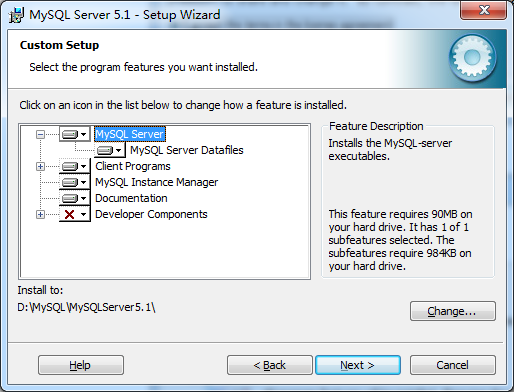 MySQL Server 5.1 - Setup Wizard
Custom Setup
Select the program features you want installed.
Click on an icon in the list below to change how a feature is installed.
MySQL Server
MySQL Server Datafiles
Client Programs
MySQL Instance Manager
Documentation
Developer Components
Feature Description
Installs the MySQL-server
executables.
This feature requires 90MB on
your hard drive. It has 1 of 1
subfeatures selected. The
subfeatures require 984KB on
your hard drive.
Install to:
D:\MySQL\MySQLServer5.1\
Change...
Help
< Back
Next >
Cancel